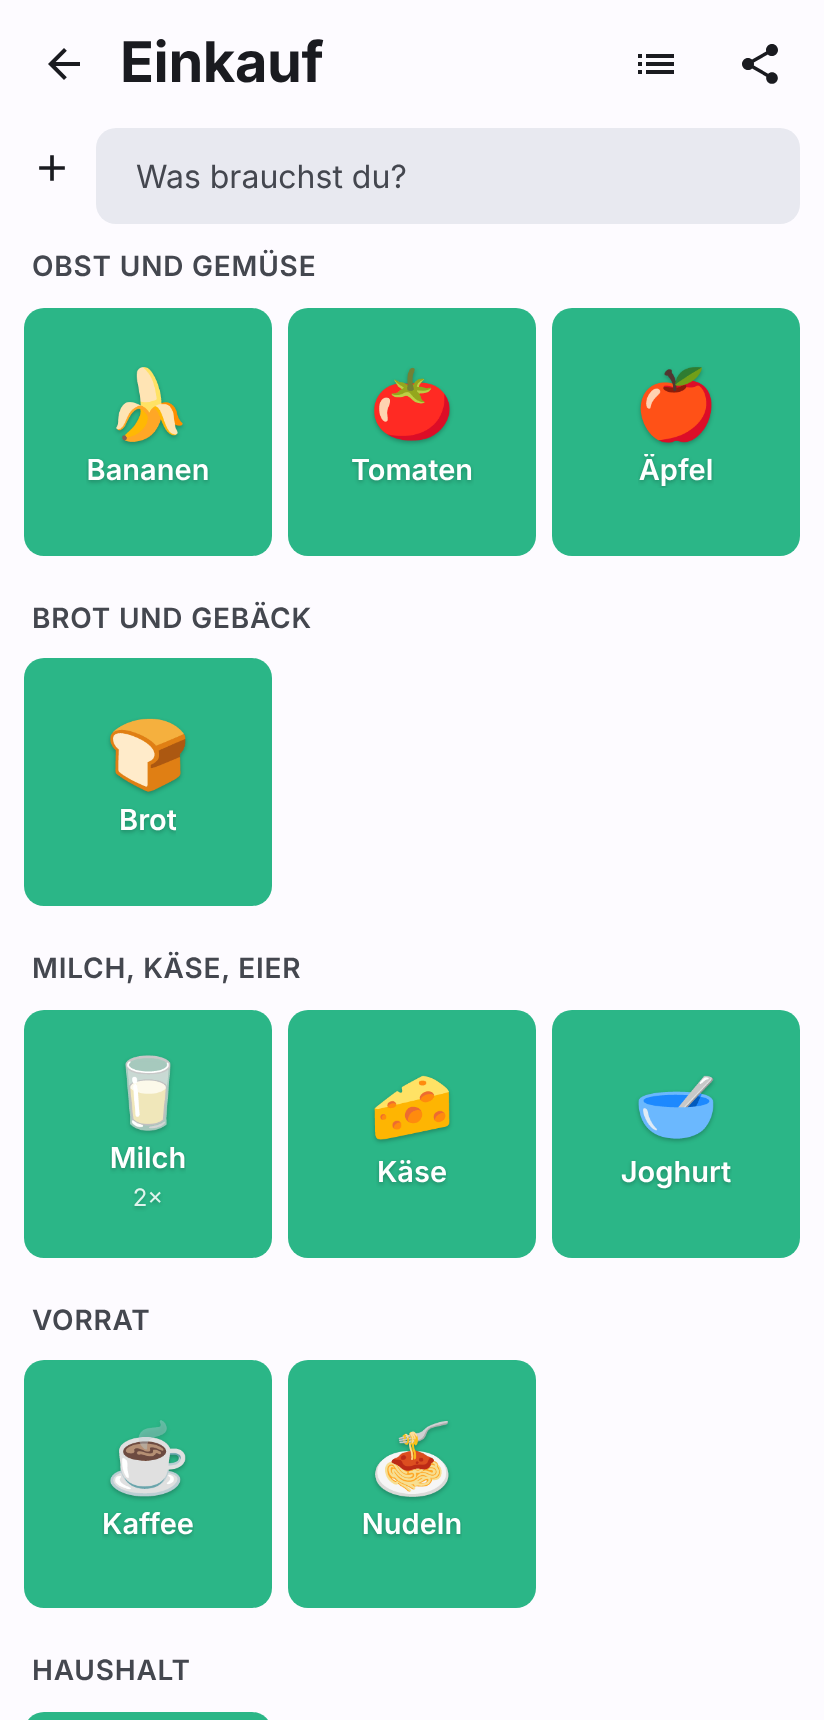 Einkauf
Was brauchst du?
OBST UND GEMÜSE
Bananen
Tomaten
Äpfel
BROT UND GEBÄCK
Brot
MILCH, KÄSE, EIER
Milch
2×
Käse
Joghurt
VORRAT
Kaffee
Nudeln
HAUSHALT